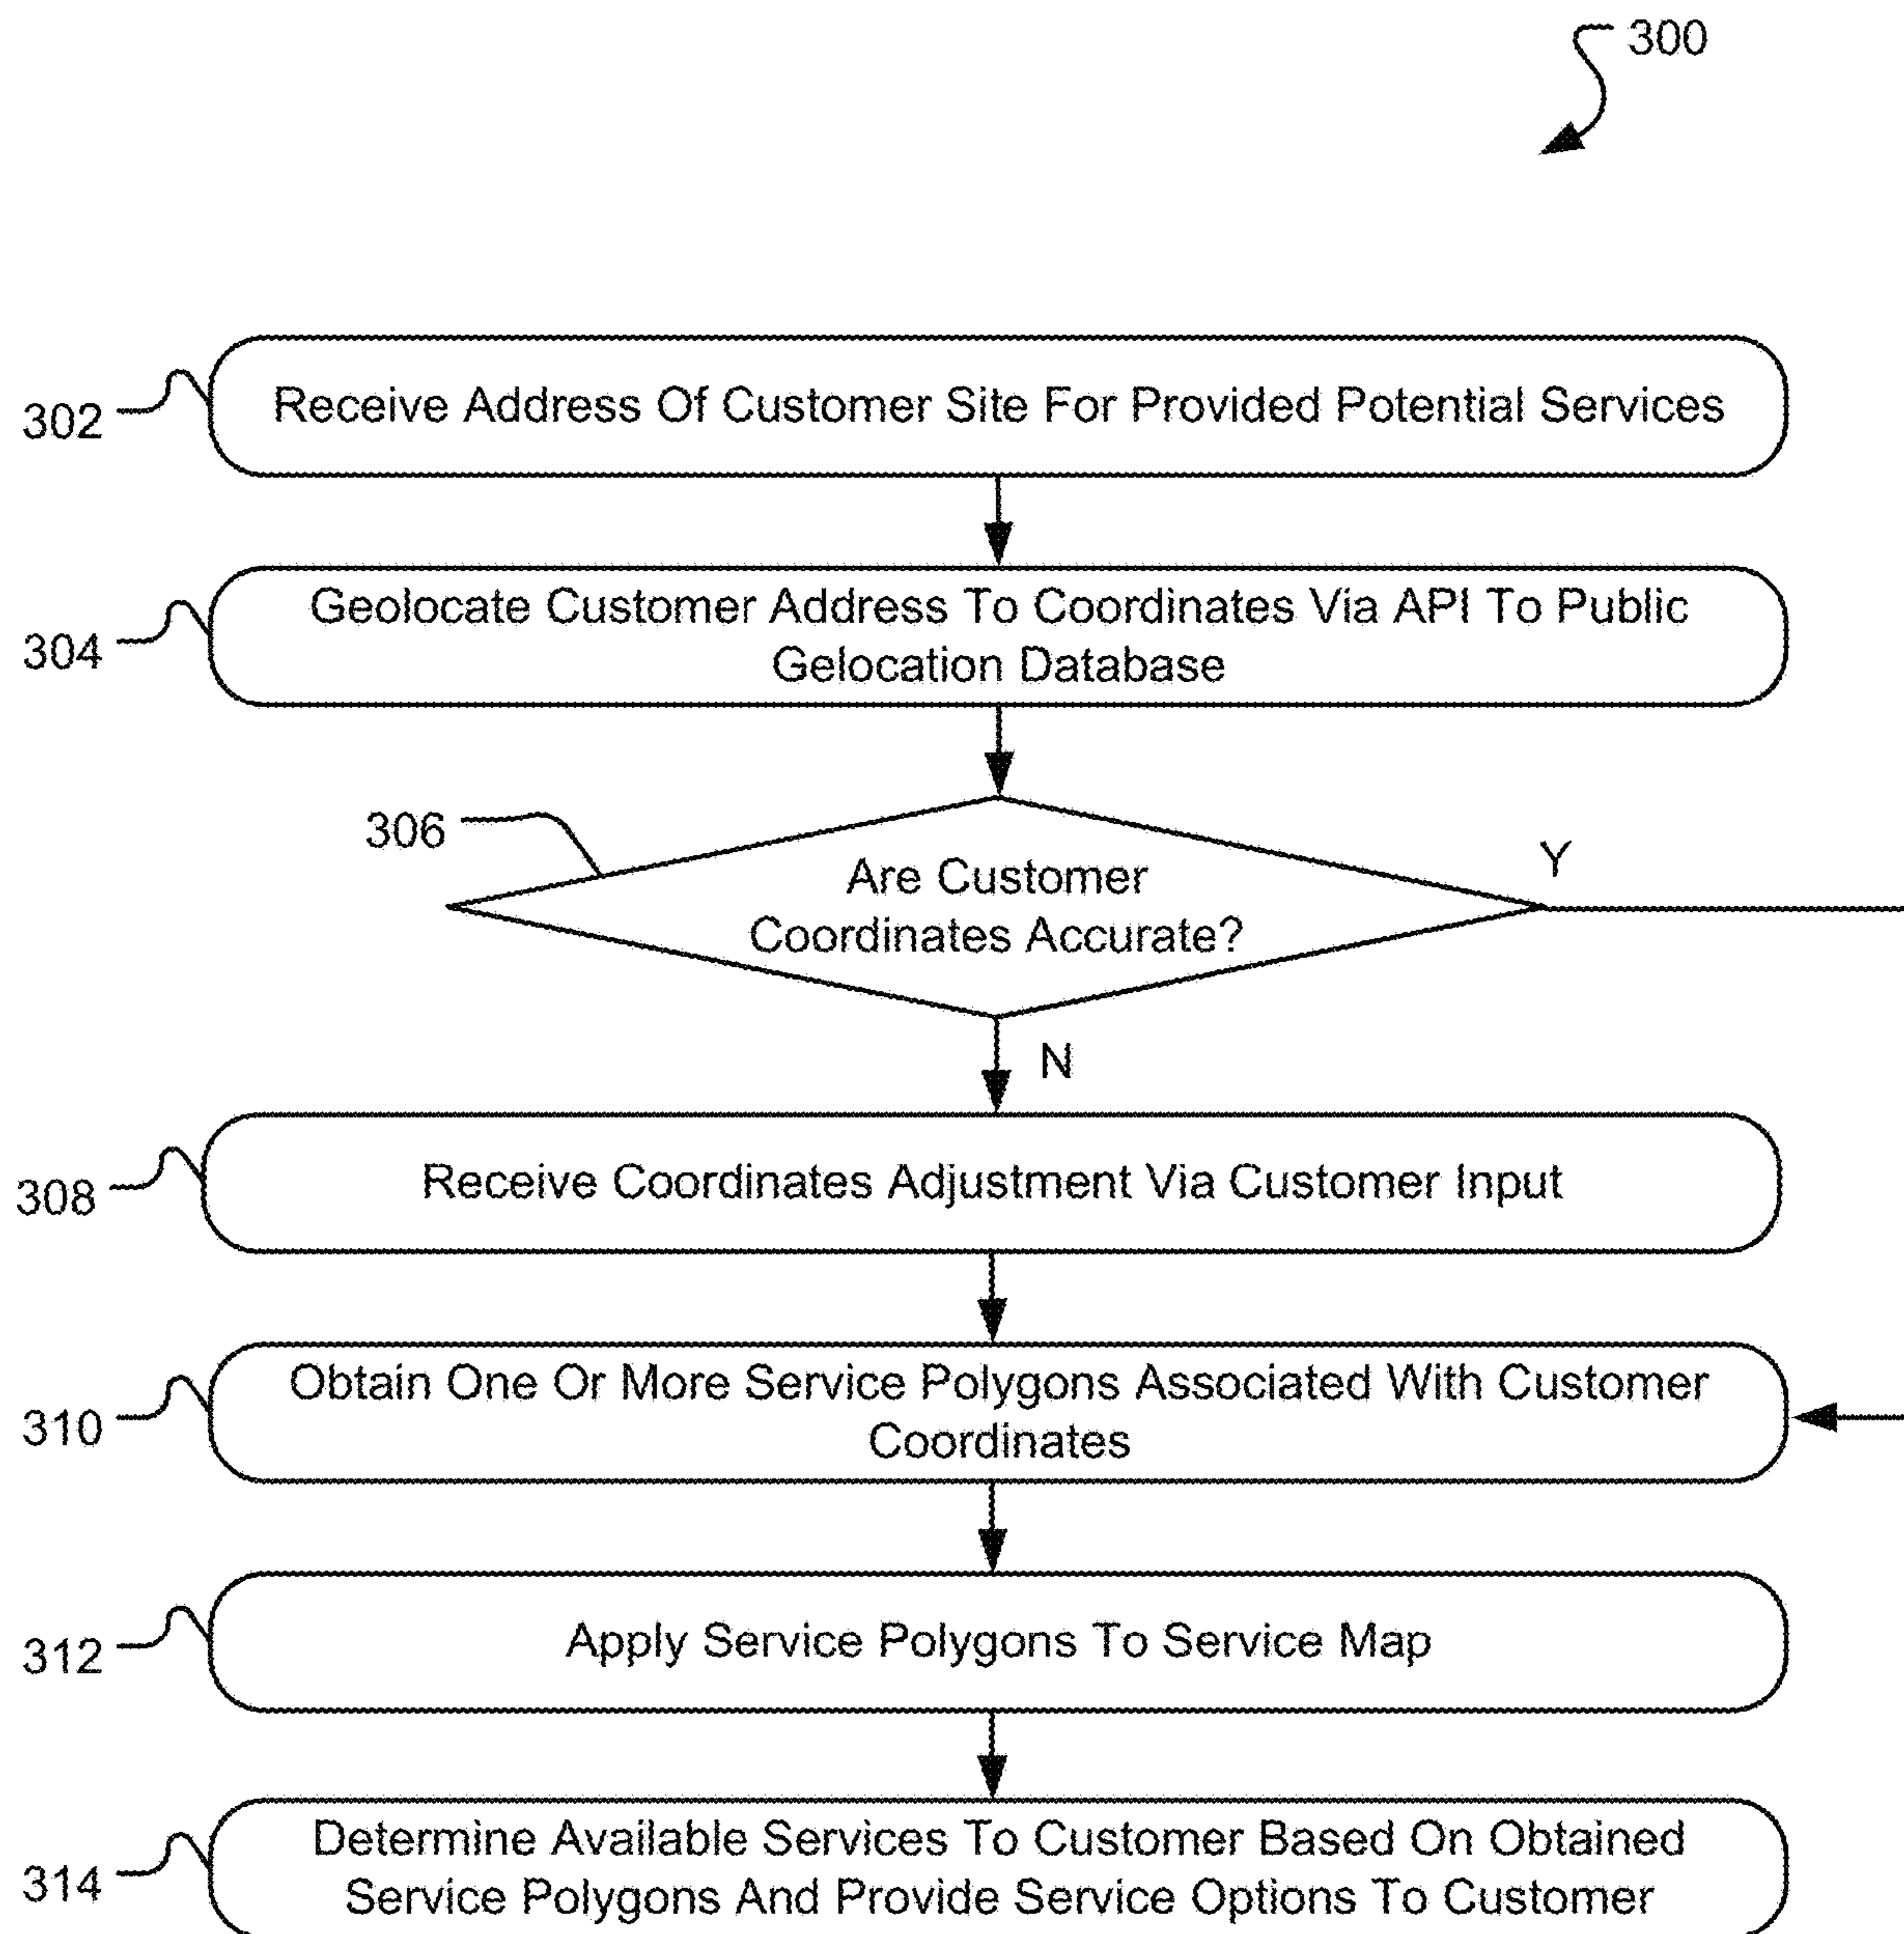 300
302
Receive Address Of Customer Site For Provided Potential Services
304
Geolocate Customer Address To Coordinates Via API To Public
Gelocation Database
306
Are Customer
Coordinates Accurate?
Y
N
308
Receive Coordinates Adjustment Via Customer Input
310
Obtain One Or More Service Polygons Associated With Customer
Coordinates
312
Apply Service Polygons To Service Map
314
Determine Available Services To Customer Based On Obtained
Service Polygons And Provide Service Options To Customer